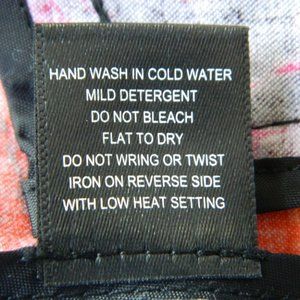 HAND WASH IN COLD WATER
MILD DETERGENT
DO NOT BLEACH
FLAT TO DRY
DO NOT WRING OR TWIST
IRON ON REVERSE SIDE
WITH LOW HEAT SETTING